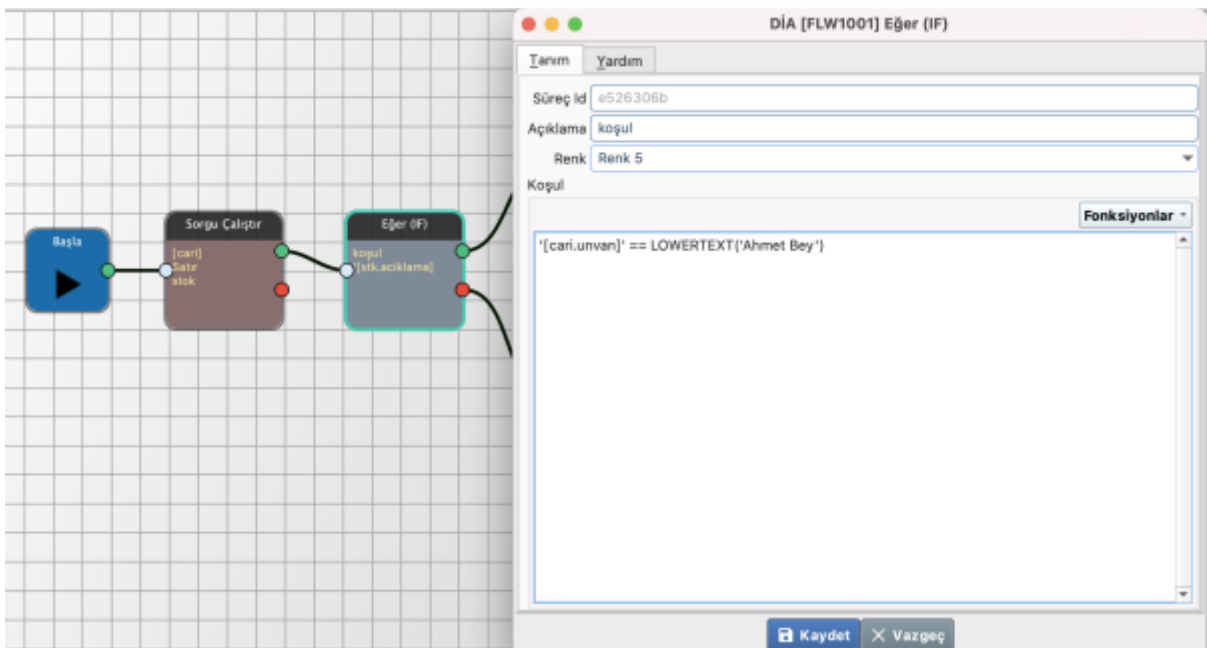 DİA [FLW1001] Eğer (IF)
Tanım
Yardım
Süreç Id e526306b
Açıklama koşul
Renk Renk 5
Koşul
Fonksiyonlar
'[cari.unvan]' == LOWERTEXT('Ahmet Bey')
Kaydet
Vazgeç
Başla
Sorgu Çalıştır
[cari]
Satır
stok
Eğer (IF)
koşul
'[stk.aciklama]